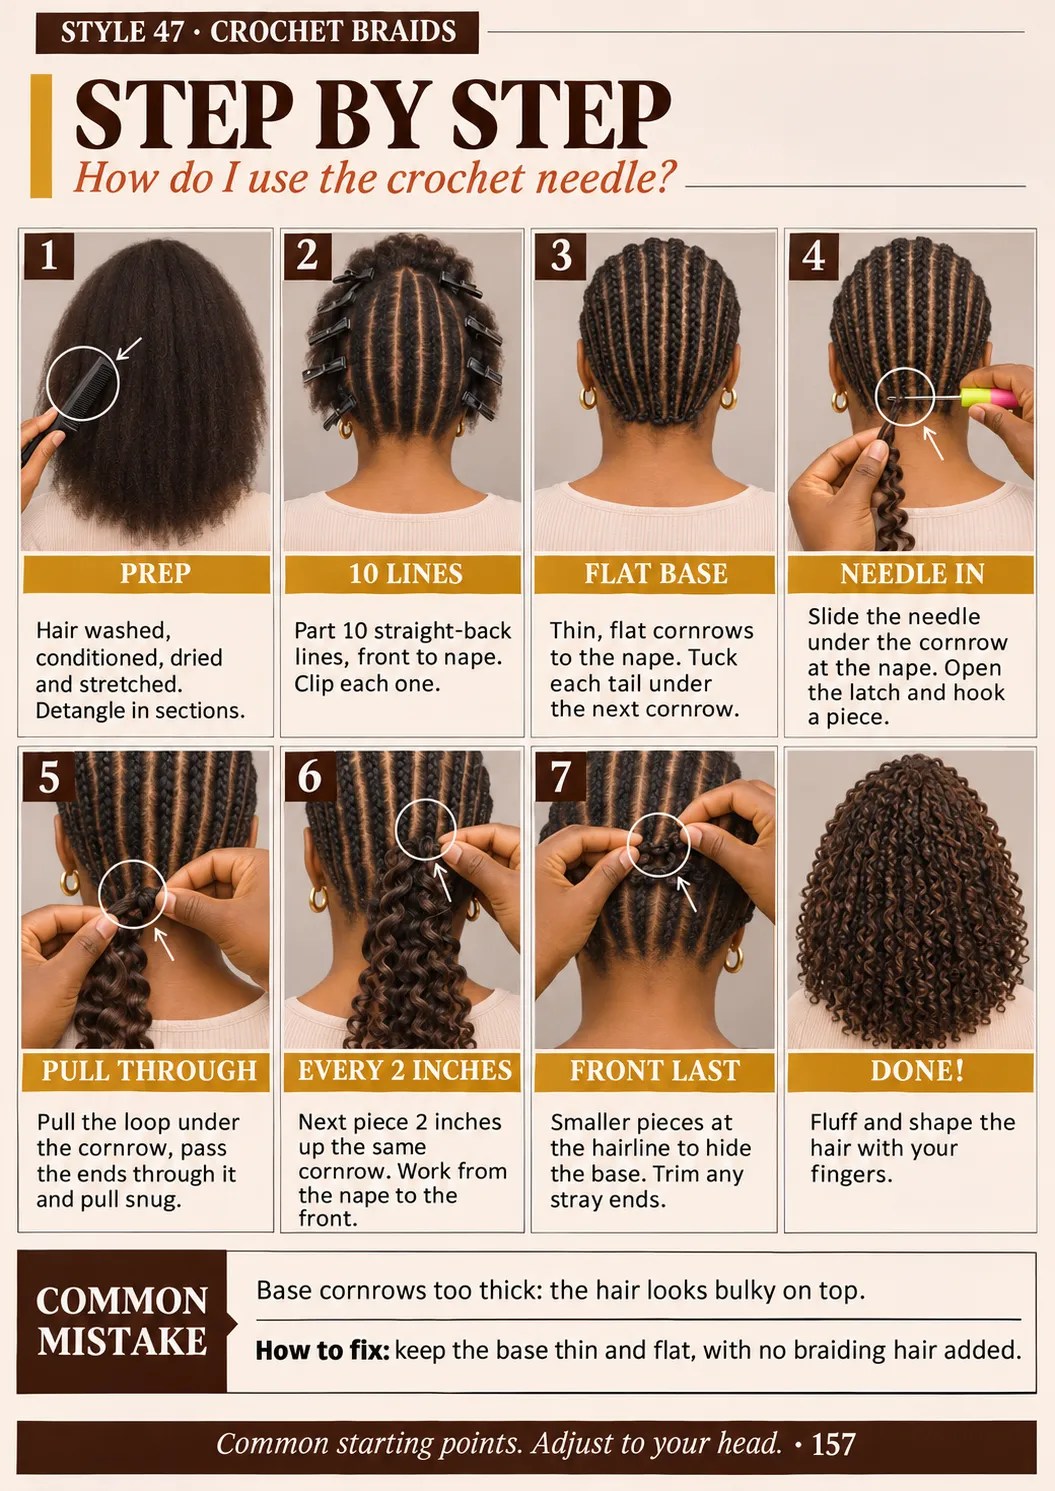 STYLE 47 · CROCHET BRAIDS
STEP BY STEP
How do I use the crochet needle?
1
PREP
Hair washed,
conditioned, dried
and stretched.
Detangle in sections.
2
10 LINES
Part 10 straight-back
lines, front to nape.
Clip each one.
3
FLAT BASE
Thin, flat cornrows
to the nape. Tuck
each tail under
the next cornrow.
4
NEEDLE IN
Slide the needle
under the cornrow
at the nape. Open
the latch and hook
a piece.
5
PULL THROUGH
Pull the loop under
the cornrow, pass
the ends through it
and pull snug.
6
EVERY 2 INCHES
Next piece 2 inches
up the same
cornrow. Work from
the nape to the
front.
7
FRONT LAST
Smaller pieces at
the hairline to hide
the base. Trim any
stray ends.
DONE!
Fluff and shape the
hair with your
fingers.
COMMON
MISTAKE
Base cornrows too thick: the hair looks bulky on top.
How to fix: keep the base thin and flat, with no braiding hair added.
Common starting points. Adjust to your head. · 157